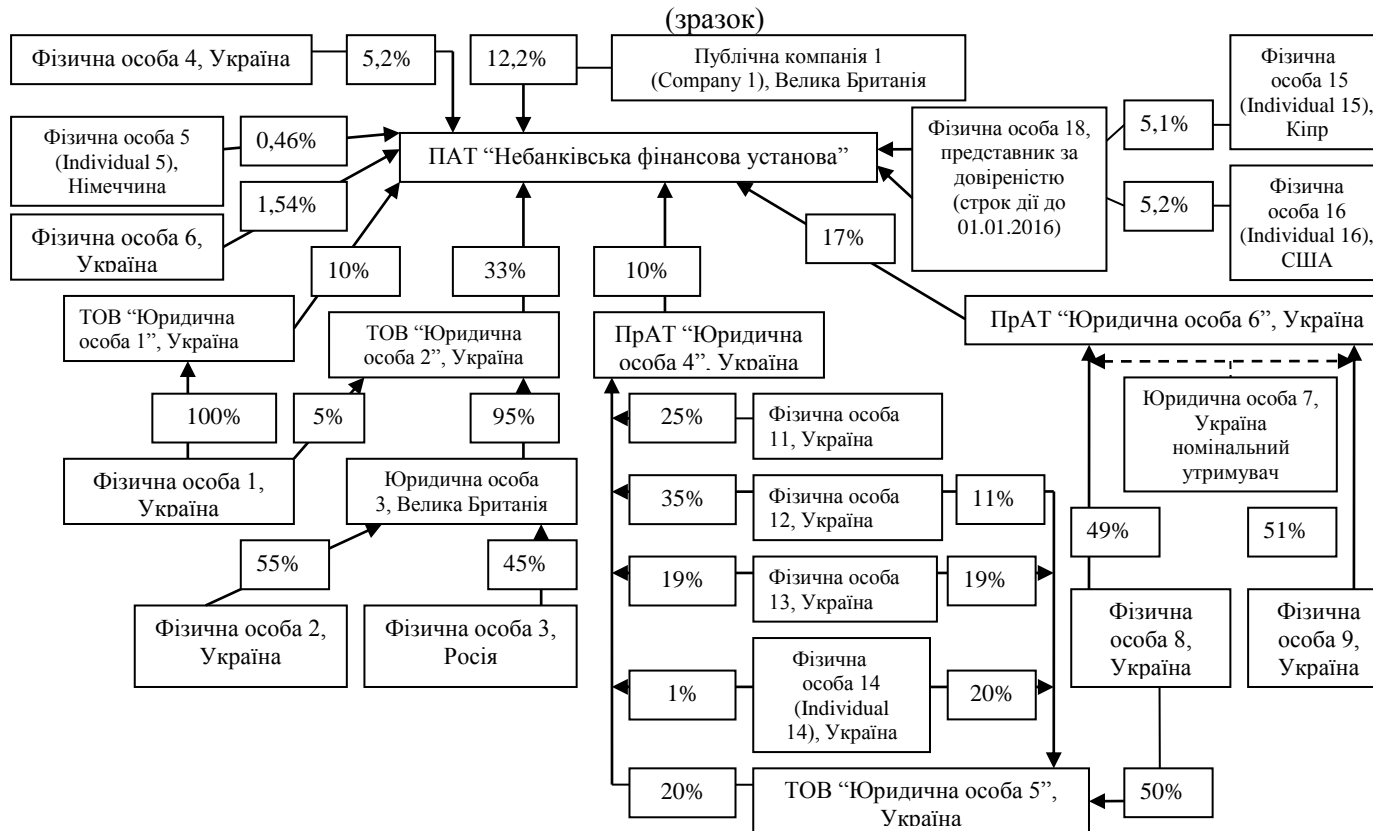 (зразок)
Фізична особа 4, Україна
5,2%
12,2%
Публічна компанія 1
(Company 1), Велика Британія
Фізична
особа 15
(Individual 15),
Кіпр
5,1%
Фізична особа 18,
представник за
довіреністю
(строк дії до
01.01.2016)
Фізична особа 5
(Individual 5),
Німеччина
0,46%
ПАТ “Небанківська фінансова установа”
5,2%
Фізична
особа 16
(Individual 16),
США
1,54%
Фізична особа 6,
Україна
10%
33%
10%
17%
ТОВ “Юридична
особа 1”, Україна
ТОВ “Юридична
особа 2”, Україна
ПрАТ “Юридична
особа 4”, Україна
ПрАТ “Юридична особа 6”, Україна
100%
5%
95%
25%
Фізична особа
11, Україна
Юридична особа 7,
Україна
номінальний
утримувач
Фізична особа 1,
Україна
Юридична особа
3, Велика Британія
35%
Фізична особа
12, Україна
11%
49%
51%
55%
45%
19%
Фізична особа
13, Україна
19%
Фізична особа 2,
Україна
Фізична особа 3,
Росія
1%
Фізична
особа 14
(Individual
14), Україна
20%
Фізична
особа 8,
Україна
Фізична
особа 9,
Україна
20%
ТОВ “Юридична особа 5”,
Україна
50%